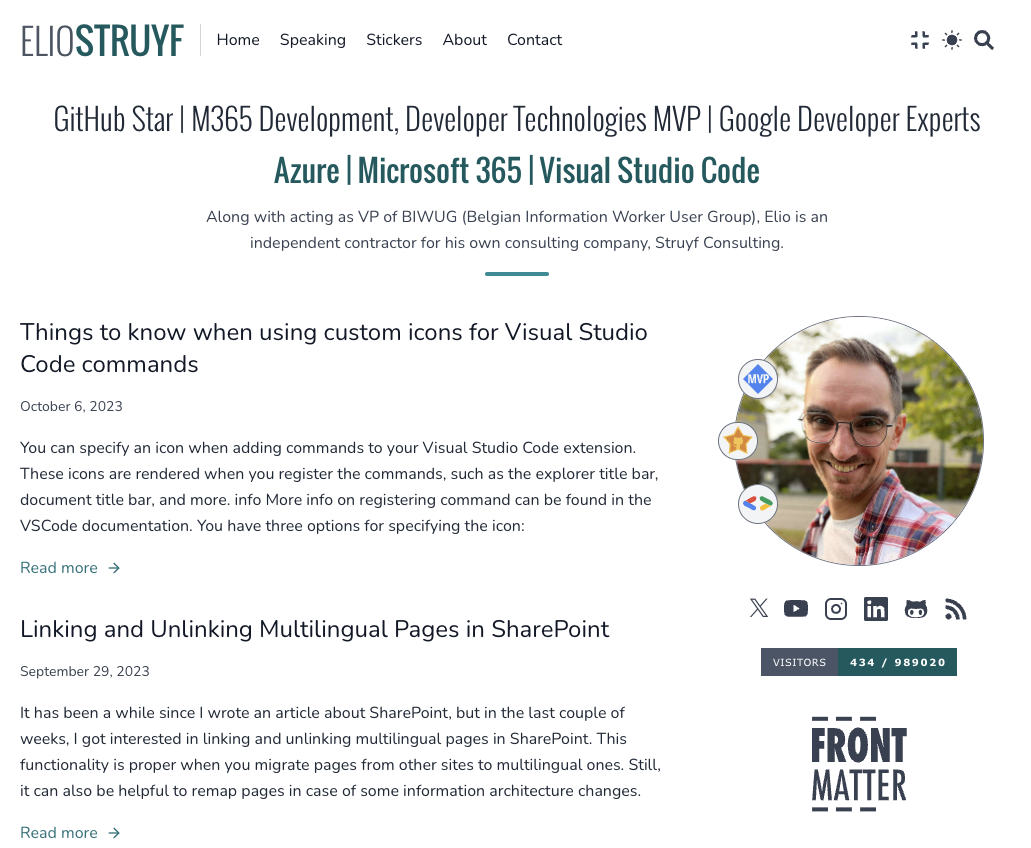 ELIOSTRUYF
Home Speaking Stickers About Contact
GitHub Star | M365 Development, Developer Technologies MVP | Google Developer Experts
Azure | Microsoft 365 | Visual Studio Code
Along with acting as VP of BIWUG (Belgian Information Worker User Group), Elio is an
independent contractor for his own consulting company, Struyf Consulting.
Things to know when using custom icons for Visual Studio
Code commands
October 6, 2023
You can specify an icon when adding commands to your Visual Studio Code extension.
These icons are rendered when you register the commands, such as the explorer title bar,
document title bar, and more. info More info on registering command can be found in the
VSCode documentation. You have three options for specifying the icon:
Read more
Linking and Unlinking Multilingual Pages in SharePoint
September 29, 2023
It has been a while since I wrote an article about SharePoint, but in the last couple of
weeks, I got interested in linking and unlinking multilingual pages in SharePoint. This
functionality is proper when you migrate pages from other sites to multilingual ones. Still,
it can also be helpful to remap pages in case of some information architecture changes.
Read more
MVP
VISITORS 434 / 989020
FRONT
MATTER